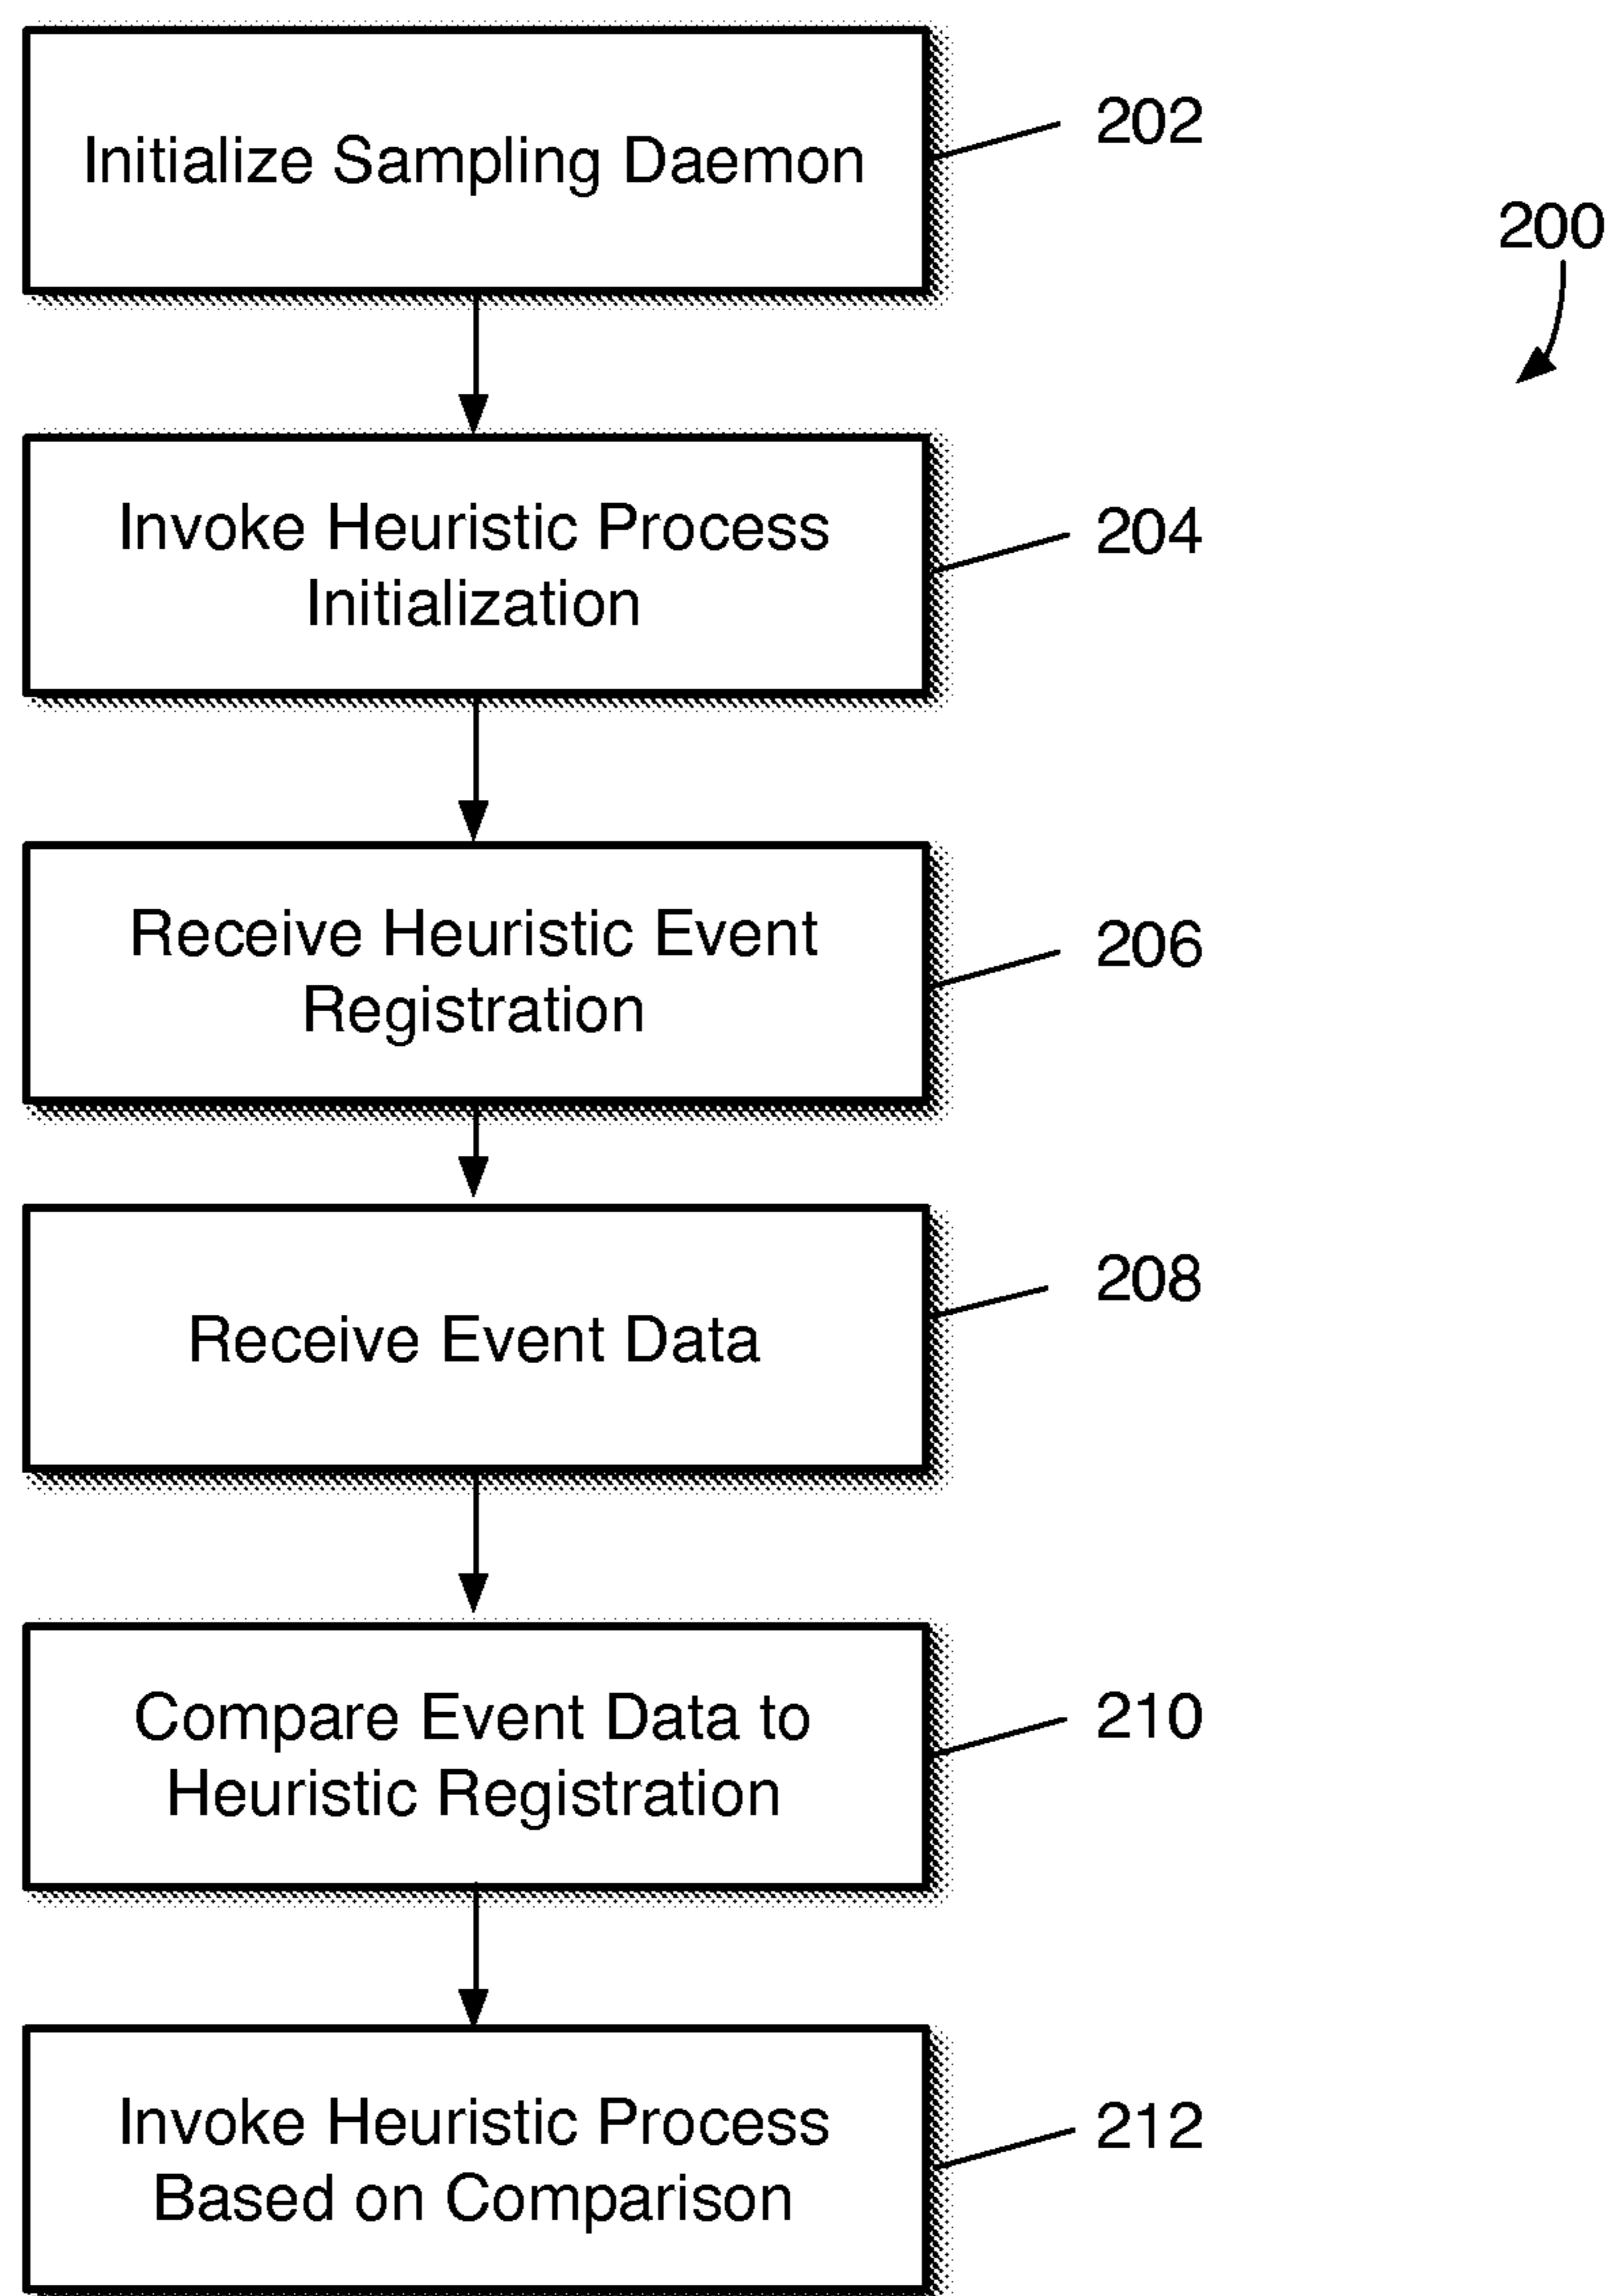 Initialize Sampling Daemon
202
200
Invoke Heuristic Process
Initialization
204
Receive Heuristic Event
Registration
206
Receive Event Data
208
Compare Event Data to
Heuristic Registration
210
Invoke Heuristic Process
Based on Comparison
212